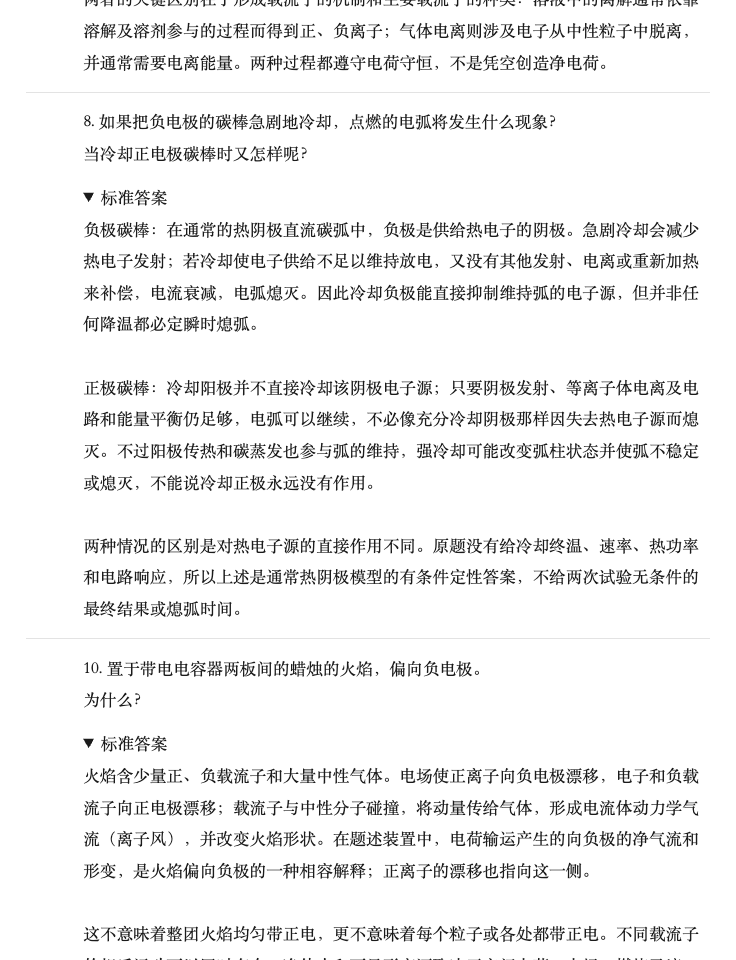 两者的关键区别在于形成载流子的机制和主要载流子的种类：溶液中的离解通常依靠
溶解及溶剂参与的过程而得到正、负离子；气体电离则涉及电子从中性粒子中脱离，
并通常需要电离能量。两种过程都遵守电荷守恒，不是凭空创造净电荷。
8. 如果把负电极的碳棒急剧地冷却，点燃的电弧将发生什么现象?
当冷却正电极碳棒时又怎样呢?
▼ 标准答案
负极碳棒：在通常的热阴极直流碳弧中，负极是供给热电子的阴极。急剧冷却会减少
热电子发射；若冷却使电子供给不足以维持放电，又没有其他发射、电离或重新加热
来补偿，电流衰减，电弧熄灭。因此冷却负极能直接抑制维持弧的电子源，但并非任
何降温都必定瞬时熄弧。
正极碳棒：冷却阳极并不直接冷却该阴极电子源；只要阴极发射、等离子体电离及电
路和能量平衡仍足够，电弧可以继续，不必像充分冷却阴极那样因失去热电子源而熄
灭。不过阳极传热和碳蒸发也参与弧的维持，强冷却可能改变弧柱状态并使弧不稳定
或熄灭，不能说冷却正极永远没有作用。
两种情况的区别是对热电子源的直接作用不同。原题没有给冷却终温、速率、热功率
和电路响应，所以上述是通常热阴极模型的有条件定性答案，不给两次试验无条件的
最终结果或熄弧时间。
10. 置于带电电容器两板间的蜡烛的火焰，偏向负电极。
为什么?
▼ 标准答案
火焰含少量正、负载流子和大量中性气体。电场使正离子向负电极漂移，电子和负载
流子向正电极漂移；载流子与中性分子碰撞，将动量传给气体，形成电流体动力学气
流（离子风），并改变火焰形状。在题述装置中，电荷输运产生的向负极的净气流和
形变，是火焰偏向负极的一种相容解释；正离子的漂移也指向这一侧。
这不意味着整团火焰均匀带正电，更不意味着每个粒子或各处都带正电。不同载流子